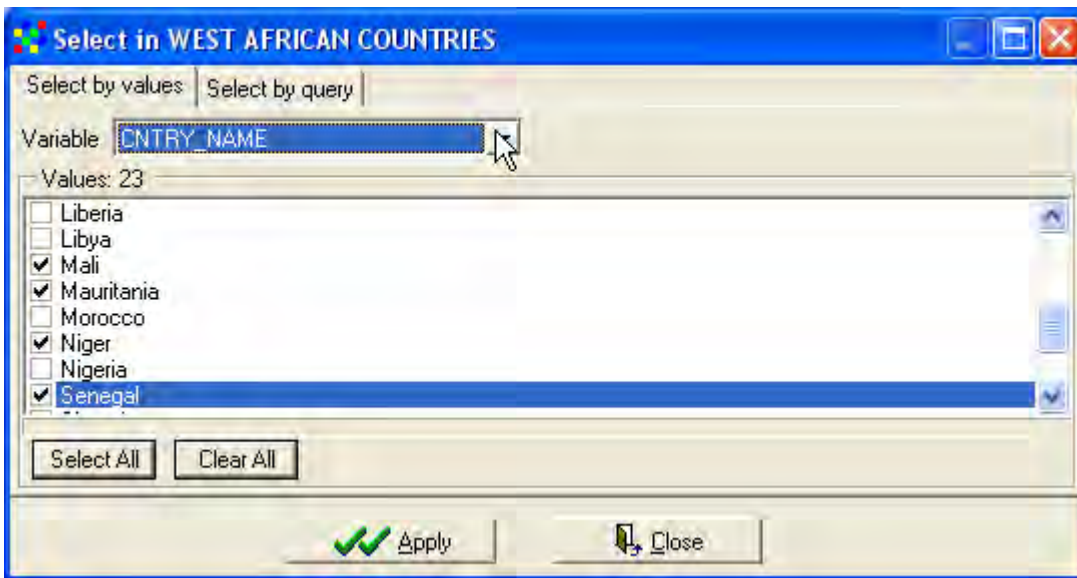 Select in WEST AFRICAN COUNTRIES
Select by values Select by query
Variable CNTRY_NAME
Values: 23
Liberia
Libya
Mali
Mauritania
Morocco
Niger
Nigeria
Senegal
Select All Clear All
Apply Close